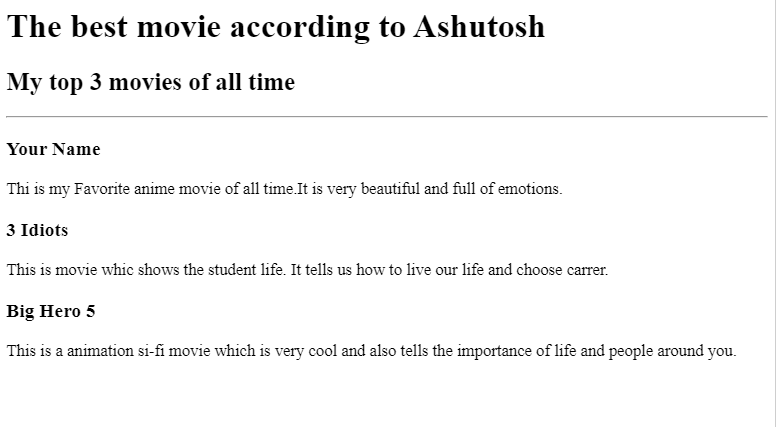 The best movie according to Ashutosh
My top 3 movies of all time
Your Name
Thi is my Favorite anime movie of all time.It is very beautiful and full of emotions.
3 Idiots
This is movie whic shows the student life. It tells us how to live our life and choose carrer.
Big Hero 5
This is a animation si-fi movie which is very cool and also tells the importance of life and people around you.